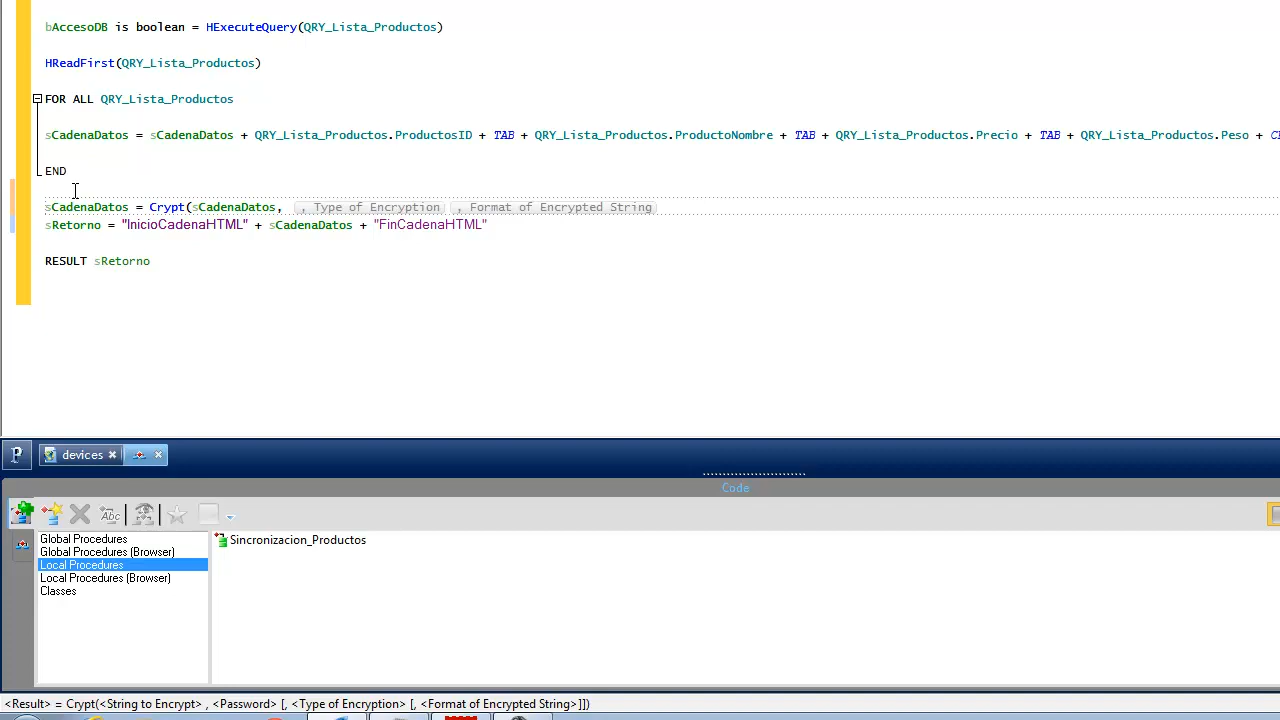 bAccesoDB is boolean = HExecuteQuery(QRY_Lista_Productos)
HReadFirst(QRY_Lista_Productos)
FOR ALL QRY_Lista_Productos
sCadenaDatos = sCadenaDatos + QRY_Lista_Productos.ProductosID + TAB + QRY_Lista_Productos.ProductoNombre + TAB + QRY_Lista_Productos.Precio + TAB + QRY_Lista_Productos.Peso +
END
sCadenaDatos = Crypt(sCadenaDatos, , Type of Encryption , Format of Encrypted String
sRetorno = "InicioCadenaHTML" + sCadenaDatos + "FinCadenaHTML"
RESULT sRetorno
devices
Code
Abc
Global Procedures
Global Procedures (Browser)
Local Procedures
Local Procedures (Browser)
Classes
Sincronizacion_Productos
<Result> = Crypt(<String to Encrypt> , <Password> [, <Type of Encryption> [, <Format of Encrypted String>]])